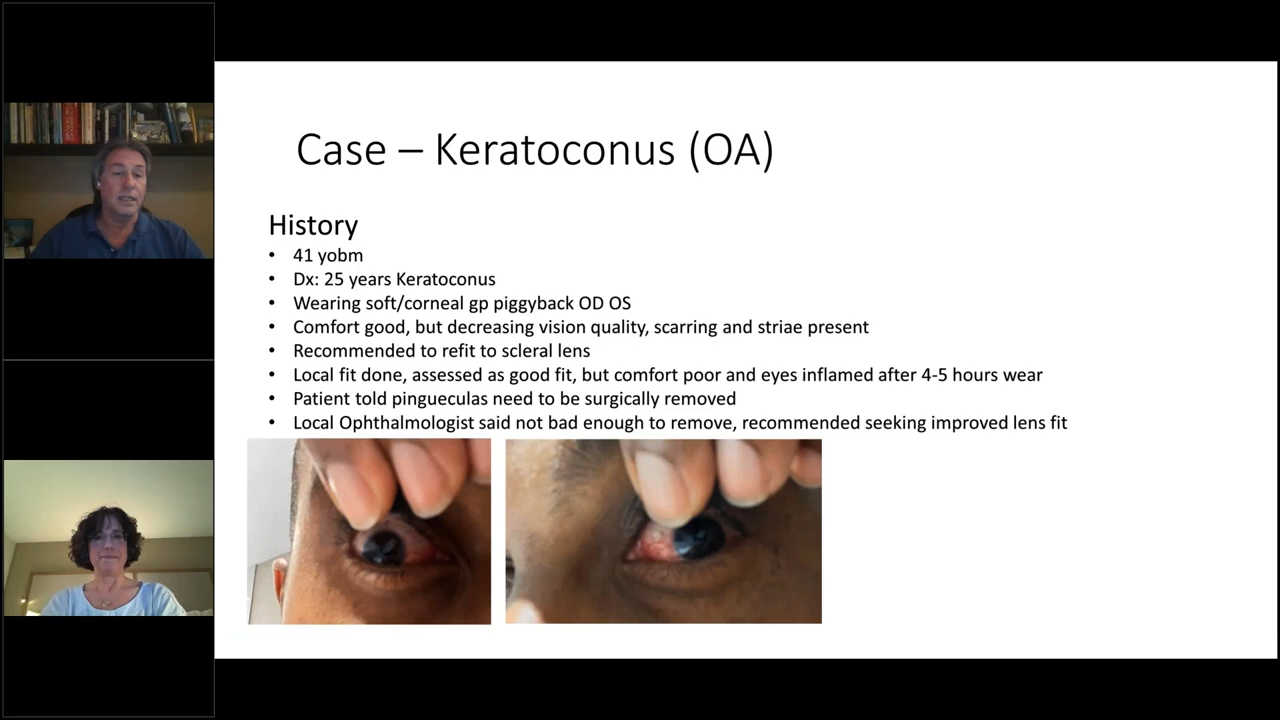 Case – Keratoconus (OA)
History
• 41 yobm
• Dx: 25 years Keratoconus
• Wearing soft/corneal gp piggyback OD OS
• Comfort good, but decreasing vision quality, scarring and striae present
• Recommended to refit to scleral lens
• Local fit done, assessed as good fit, but comfort poor and eyes inflamed after 4-5 hours wear
• Patient told pingueculas need to be surgically removed
• Local Ophthalmologist said not bad enough to remove, recommended seeking improved lens fit